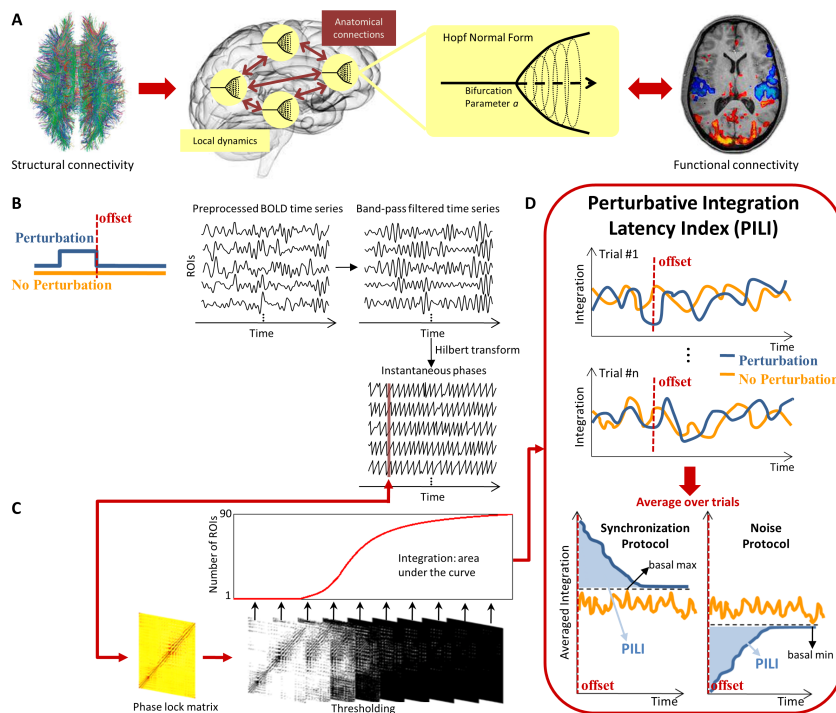 A
Anatomical
connections
Hopf Normal Form
Bifurcation
Parameter a
Local dynamics
Structural connectivity
Functional connectivity
B
offset
Perturbation
No Perturbation
Preprocessed BOLD time series
Band-pass filtered time series
ROIs
Time
Time
Hilbert transform
Instantaneous phases
Time
C
90
Number of ROIs
1
Integration: area
under the curve
Phase lock matrix
Thresholding
D
Perturbative Integration
Latency Index (PILI)
Trial #1
offset
Integration
Time
Perturbation
No Perturbation
Trial #n
offset
Integration
Time
Average over trials
Synchronization
Protocol
Noise
Protocol
basal max
Averaged Integration
PILI
PILI
basal min
offset
offset
Time
Time